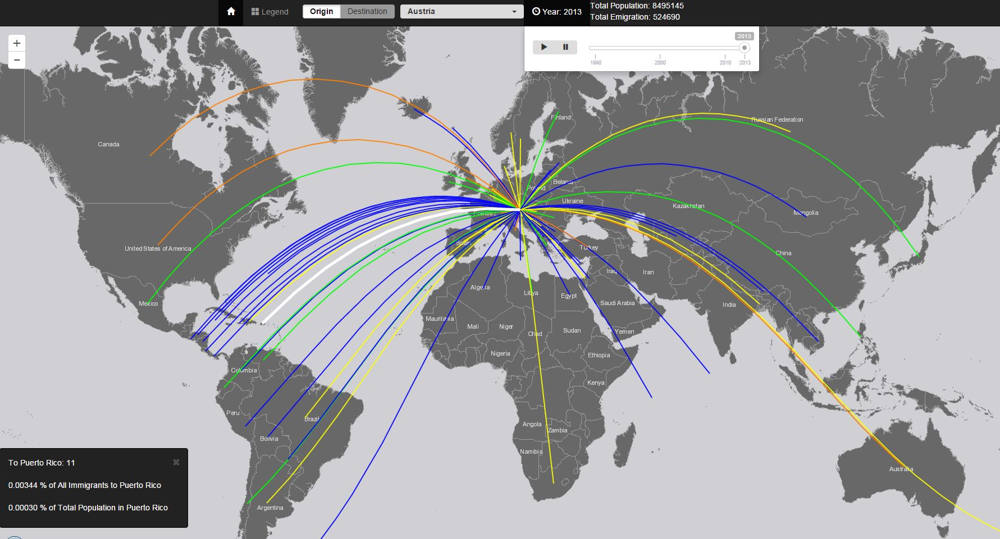 Legend
Origin
Destination
Austria
Year: 2013
Total Population: 8495145
Total Emigration: 524690
+
−
2013
1990
2000
2010
2013
Finland
Russian Federation
Canada
Belarus
Poland
Ukraine
Kazakhstan
Mongolia
France
United States of America
Spain
Turkey
China
Iraq
Iran
Algeria
Libya
Egypt
Mexico
Saudi Arabia
India
Mauritania
Mali
Niger
Chad
Sudan
Yemen
Nigeria
Ethiopia
Columbia
Kenya
Peru
Brazil
Angola
Zambia
Bolivia
Namibia
Australia
Argentina
To Puerto Rico: 11
0.00344 % of All Immigrants to Puerto Rico
0.00030 % of Total Population in Puerto Rico